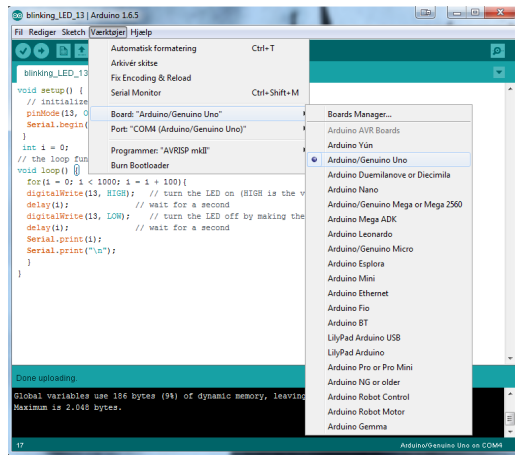 blinking_LED_13 | Arduino 1.6.5
Fil Rediger Sketch Værktøjer Hjælp
Automatisk formatering Ctrl+T
Arkivér skitse
Fix Encoding & Reload
Serial Monitor Ctrl+Shift+M
Board: "Arduino/Genuino Uno"
Port: "COM4 (Arduino/Genuino Uno)"
Programmer: "AVRISP mkII"
Burn Bootloader
Boards Manager...
Arduino AVR Boards
Arduino Yún
Arduino/Genuino Uno
Arduino Duemilanove or Diecimila
Arduino Nano
Arduino/Genuino Mega or Mega 2560
Arduino Mega ADK
Arduino Leonardo
Arduino/Genuino Micro
Arduino Esplora
Arduino Mini
Arduino Ethernet
Arduino Fio
Arduino BT
LilyPad Arduino USB
LilyPad Arduino
Arduino Pro or Pro Mini
Arduino NG or older
Arduino Robot Control
Arduino Robot Motor
Arduino Gemma
blinking_LED_13
void setup() {
// initialize
pinMode(13, O
Serial.begin(
}
int i = 0;
// the loop fun
void loop() {
for(i = 0; i < 1000; i = i + 100){
digitalWrite(13, HIGH); // turn the LED on (HIGH is the v
delay(i); // wait for a second
digitalWrite(13, LOW); // turn the LED off by making the
delay(i); // wait for a second
Serial.print(i);
Serial.print("\n");
}
}
Done uploading.
Global variables use 186 bytes (9%) of dynamic memory, leaving
Maximum is 2.048 bytes.
17 Arduino/Genuino Uno on COM4